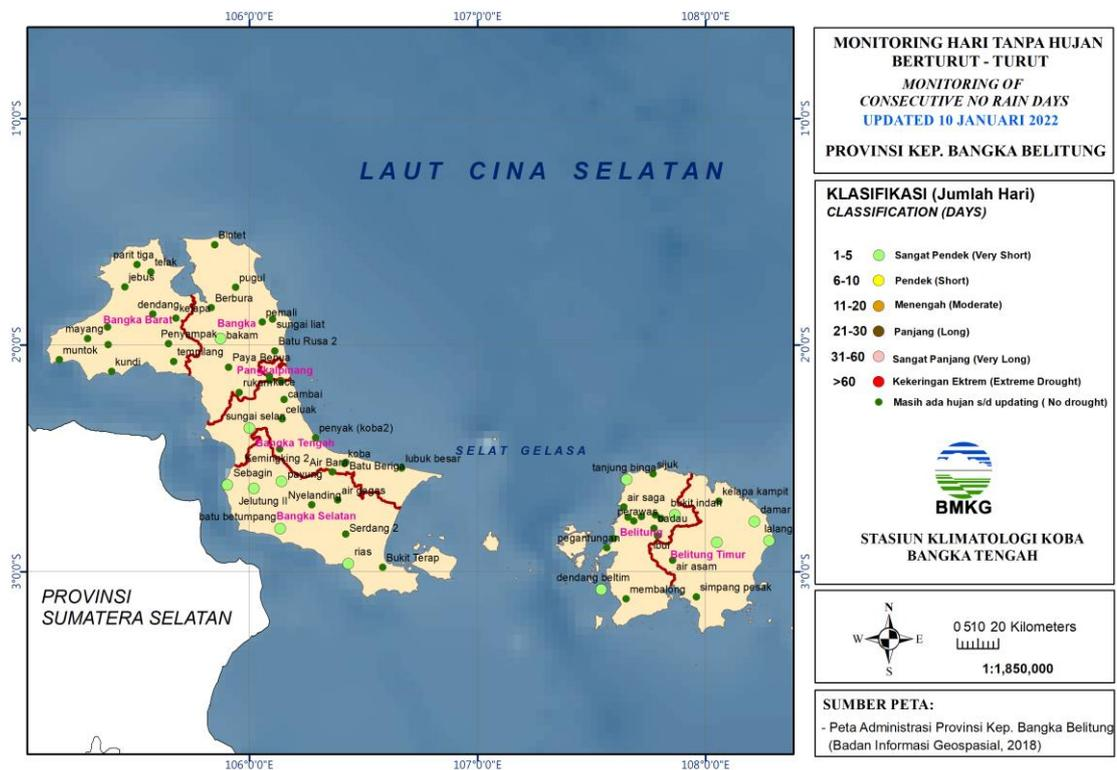 106°0'0"E
107°0'0"E
108°0'0"E
1°0'0"S
1°0'0"S
2°0'0"S
2°0'0"S
3°0'0"S
3°0'0"S
106°0'0"E
107°0'0"E
108°0'0"E
LAUT CINA SELATAN
SELAT GELASA
PROVINSI
SUMATERA SELATAN
Bintet
parit tiga
telak
jebus
pugul
dendang
kelapa
Berbura
Bangka Barat
Bangka
pemali
sungai liat
mayang
Penyampak
bakam
Batu Rusa 2
muntok
kundi
tempilang
Paya Benua
Pangkalpinang
rukam
kace
cambai
celuak
sungai selan
penyak (koba2)
Bangka Tengah
Kemingking 2
Air Bara
koba
Batu Beriga
lubuk besar
Sebagin
payung
Jelutung II
Nyelanding
air gegas
batu betumpang
Bangka Selatan
Serdang 2
rias
Bukit Terap
tanjung binga
sijuk
air saga
bukit indah
kelapa kampit
perawas
badau
damar
lalang
Belitung
pegantungan
ibul
Belitung Timur
air asam
dendang beltim
membalong
simpang pesak
MONITORING HARI TANPA HUJAN
BERTURUT - TURUT
MONITORING OF
CONSECUTIVE NO RAIN DAYS
UPDATED 10 JANUARI 2022
PROVINSI KEP. BANGKA BELITUNG
KLASIFIKASI (Jumlah Hari)
CLASSIFICATION (DAYS)
1-5 Sangat Pendek (Very Short)
6-10 Pendek (Short)
11-20 Menengah (Moderate)
21-30 Panjang (Long)
31-60 Sangat Panjang (Very Long)
>60 Kekeringan Ektrem (Extreme Drought)
Masih ada hujan s/d updating ( No drought)
BMKG
STASIUN KLIMATOLOGI KOBA
BANGKA TENGAH
N
W E
S
0 510 20 Kilometers
1:1,850,000
SUMBER PETA:
- Peta Administrasi Provinsi Kep. Bangka Belitung
(Badan Informasi Geospasial, 2018)